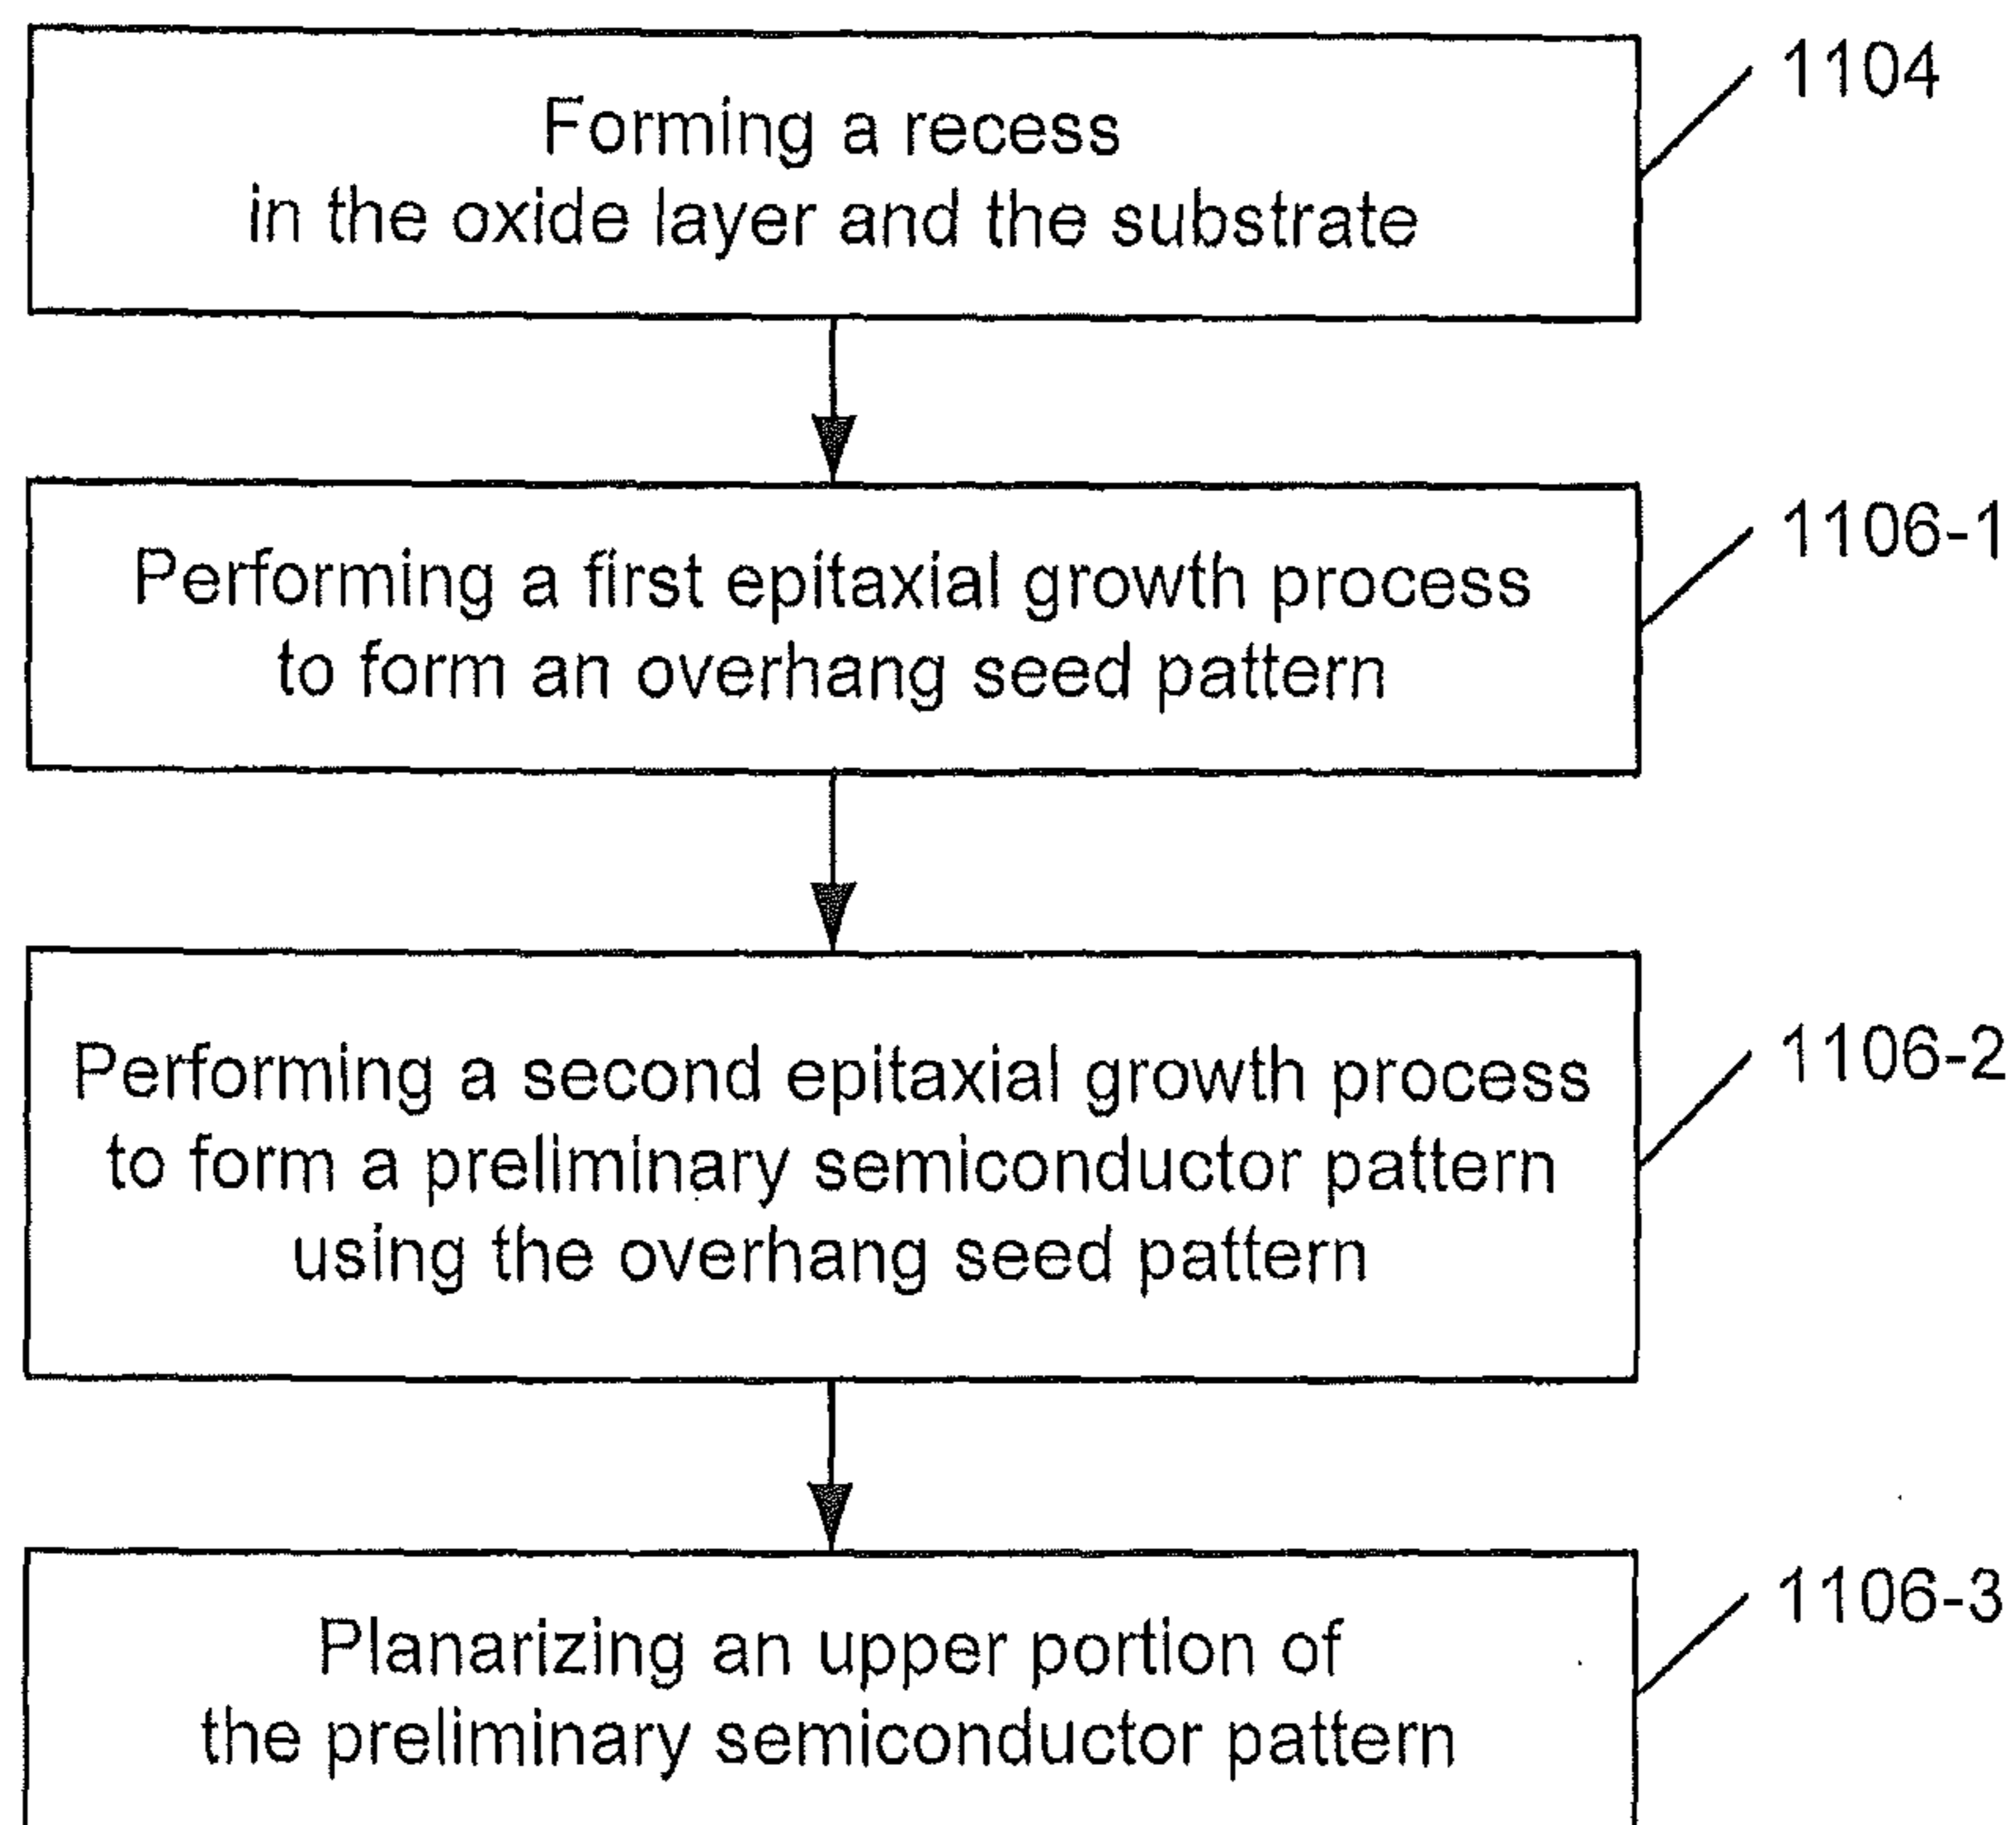 Forming a recess
in the oxide layer and the substrate
1104
Performing a first epitaxial growth process
to form an overhang seed pattern
1106-1
Performing a second epitaxial growth process
to form a preliminary semiconductor pattern
using the overhang seed pattern
1106-2
Planarizing an upper portion of
the preliminary semiconductor pattern
1106-3